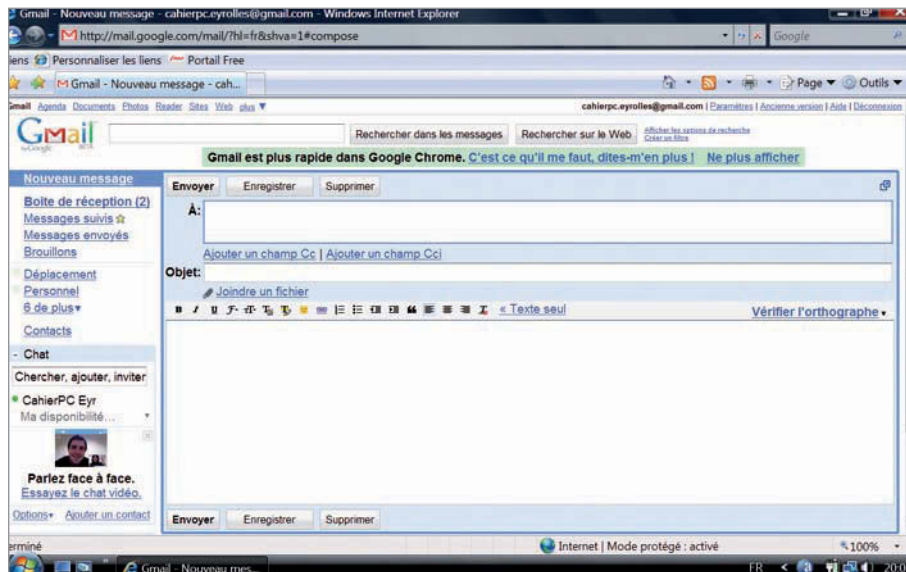 Gmail - Nouveau message - cahierpc.eyrolles@gmail.com - Windows Internet Explorer
http://mail.google.com/mail/?hl=fr&shva=1#compose
Google
iens Personnaliser les liens Portail Free
Gmail - Nouveau message - cah...
Page Outils
Gmail Agenda Documents Photos Reader Sites Web plus
cahierpc.eyrolles@gmail.com | Paramètres | Ancienne version | Aide | Déconnexion
Gmail
by Google BETA
Rechercher dans les messages
Rechercher sur le Web
Afficher les options de recherche
Créer un filtre
Gmail est plus rapide dans Google Chrome. C'est ce qu'il me faut, dites-m'en plus ! Ne plus afficher
Nouveau message
Boîte de réception (2)
Messages suivis
Messages envoyés
Brouillons
Déplacement
Personnel
6 de plus
Contacts
- Chat
Chercher, ajouter, inviter
CahierPC Eyr
Ma disponibilité...
Parlez face à face.
Essayez le chat vidéo.
Options Ajouter un contact
Envoyer Enregistrer Supprimer
À:
Ajouter un champ Cc | Ajouter un champ Cci
Objet:
Joindre un fichier
B I U « Texte seul
Vérifier l'orthographe
Envoyer Enregistrer Supprimer
erminé
Internet | Mode protégé : activé
100%
Gmail - Nouveau mes...
FR
20:0